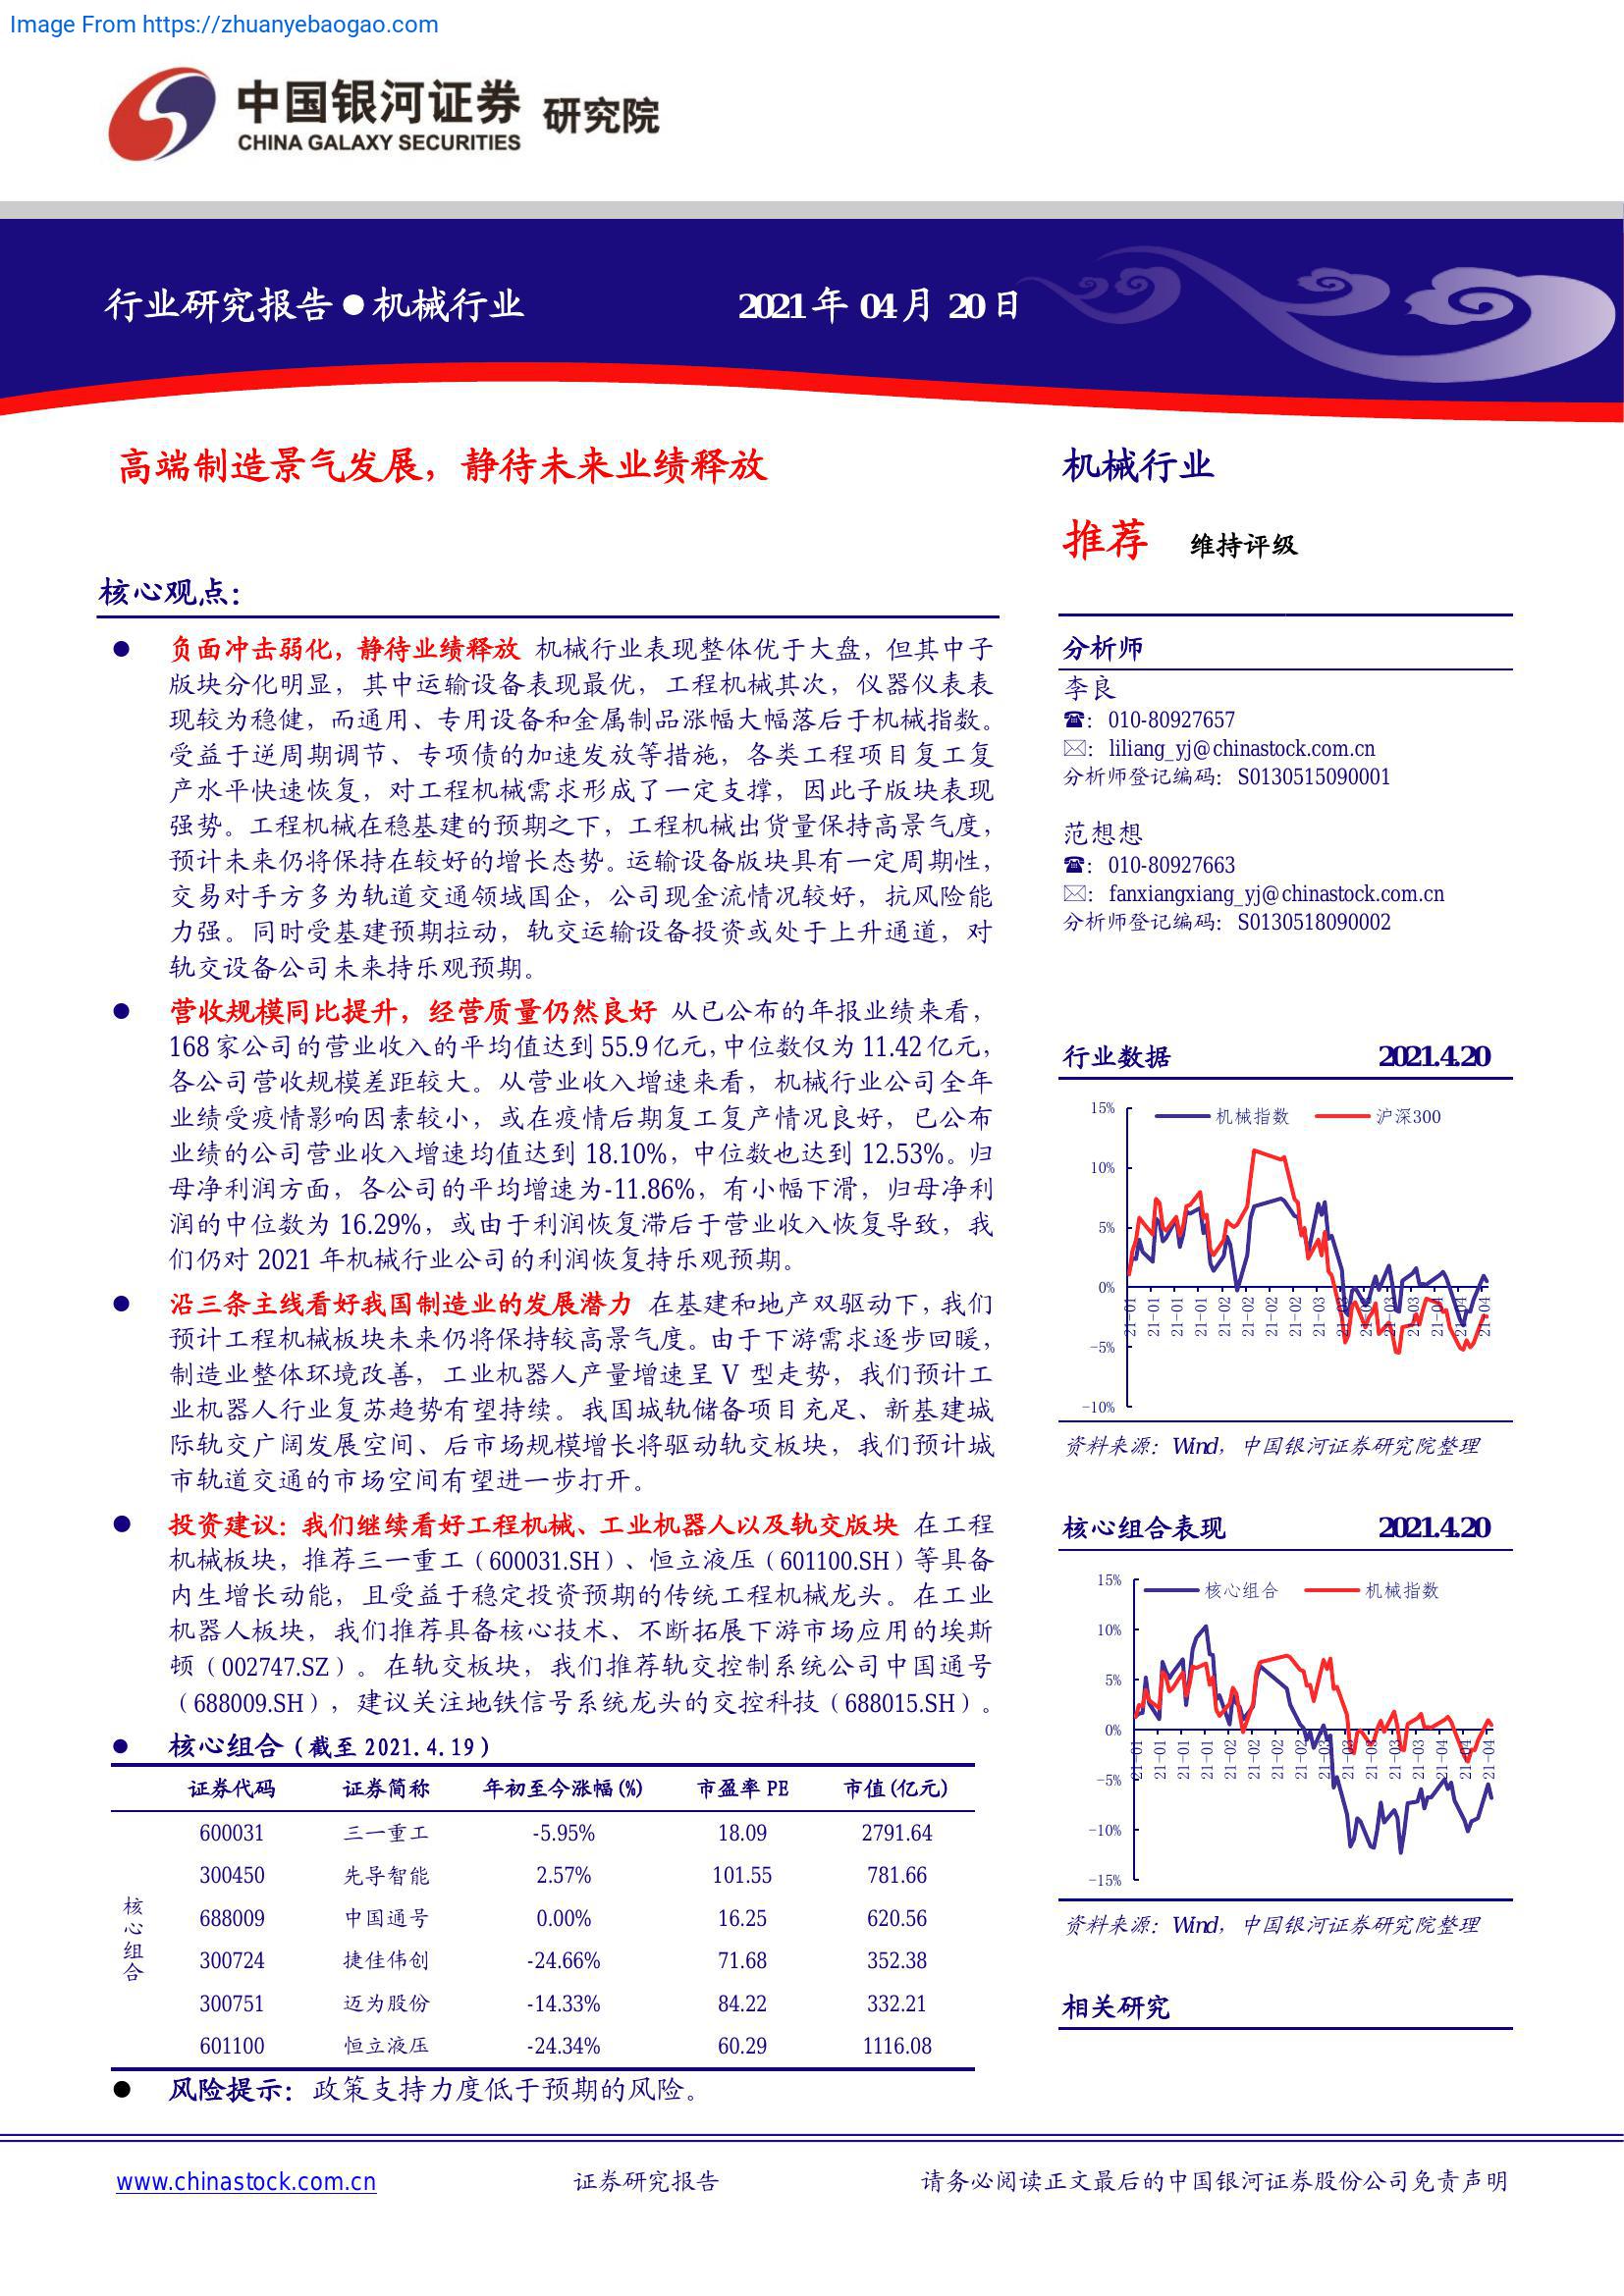 Image From https://zhuanyebaogao.com
中国银河证券 研究院
CHINA GALAXY SECURITIES
行业研究报告●机械行业 2021年04月20日
高端制造景气发展，静待未来业绩释放
核心观点：
● 负面冲击弱化，静待业绩释放 机械行业表现整体优于大盘，但其中子
版块分化明显，其中运输设备表现最优，工程机械其次，仪器仪表表
现较为稳健，而通用、专用设备和金属制品涨幅大幅落后于机械指数。
受益于逆周期调节、专项债的加速发放等措施，各类工程项目复工复
产水平快速恢复，对工程机械需求形成了一定支撑，因此子版块表现
强势。工程机械在稳基建的预期之下，工程机械出货量保持高景气度，
预计未来仍将保持在较好的增长态势。运输设备版块具有一定周期性，
交易对手方多为轨道交通领域国企，公司现金流情况较好，抗风险能
力强。同时受基建预期拉动，轨交运输设备投资或处于上升通道，对
轨交设备公司未来持乐观预期。
● 营收规模同比提升，经营质量仍然良好 从已公布的年报业绩来看，
168家公司的营业收入的平均值达到55.9亿元，中位数仅为11.42亿元，
各公司营收规模差距较大。从营业收入增速来看，机械行业公司全年
业绩受疫情影响因素较小，或在疫情后期复工复产情况良好，已公布
业绩的公司营业收入增速均值达到18.10%，中位数也达到12.53%。归
母净利润方面，各公司的平均增速为-11.86%，有小幅下滑，归母净利
润的中位数为16.29%，或由于利润恢复滞后于营业收入恢复导致，我
们仍对2021年机械行业公司的利润恢复持乐观预期。
● 沿三条主线看好我国制造业的发展潜力 在基建和地产双驱动下，我们
预计工程机械板块未来仍将保持较高景气度。由于下游需求逐步回暖，
制造业整体环境改善，工业机器人产量增速呈V型走势，我们预计工
业机器人行业复苏趋势有望持续。我国城轨储备项目充足、新基建城
际轨交广阔发展空间、后市场规模增长将驱动轨交板块，我们预计城
市轨道交通的市场空间有望进一步打开。
● 投资建议：我们继续看好工程机械、工业机器人以及轨交版块 在工程
机械板块，推荐三一重工（600031.SH）、恒立液压（601100.SH）等具备
内生增长动能，且受益于稳定投资预期的传统工程机械龙头。在工业
机器人板块，我们推荐具备核心技术、不断拓展下游市场应用的埃斯
顿（002747.SZ）。在轨交板块，我们推荐轨交控制系统公司中国通号
（688009.SH），建议关注地铁信号系统龙头的交控科技（688015.SH）。
● 核心组合（截至2021.4.19）
证券代码 证券简称 年初至今涨幅(%) 市盈率PE 市值(亿元)
核心组合
600031 三一重工 -5.95% 18.09 2791.64
300450 先导智能 2.57% 101.55 781.66
688009 中国通号 0.00% 16.25 620.56
300724 捷佳伟创 -24.66% 71.68 352.38
300751 迈为股份 -14.33% 84.22 332.21
601100 恒立液压 -24.34% 60.29 1116.08
● 风险提示：政策支持力度低于预期的风险。
机械行业
推荐 维持评级
分析师
李良
☎：010-80927657
✉：liliang_yj@chinastock.com.cn
分析师登记编码：S0130515090001
范想想
☎：010-80927663
✉：fanxiangxiang_yj@chinastock.com.cn
分析师登记编码：S0130518090002
行业数据 2021.4.20
机械指数 沪深300
15%
10%
5%
0%
-5%
-10%
21-01 21-01 21-01 21-01 21-02 21-02 21-02 21-02 21-03 21-03 21-03 21-03 21-03 21-04 21-04 21-04
资料来源：Wind，中国银河证券研究院整理
核心组合表现 2021.4.20
核心组合 机械指数
15%
10%
5%
0%
-5%
-10%
-15%
21-01 21-01 21-01 21-01 21-02 21-02 21-02 21-02 21-03 21-03 21-03 21-03 21-03 21-04 21-04 21-04
资料来源：Wind，中国银河证券研究院整理
相关研究
www.chinastock.com.cn 证券研究报告 请务必阅读正文最后的中国银河证券股份公司免责声明